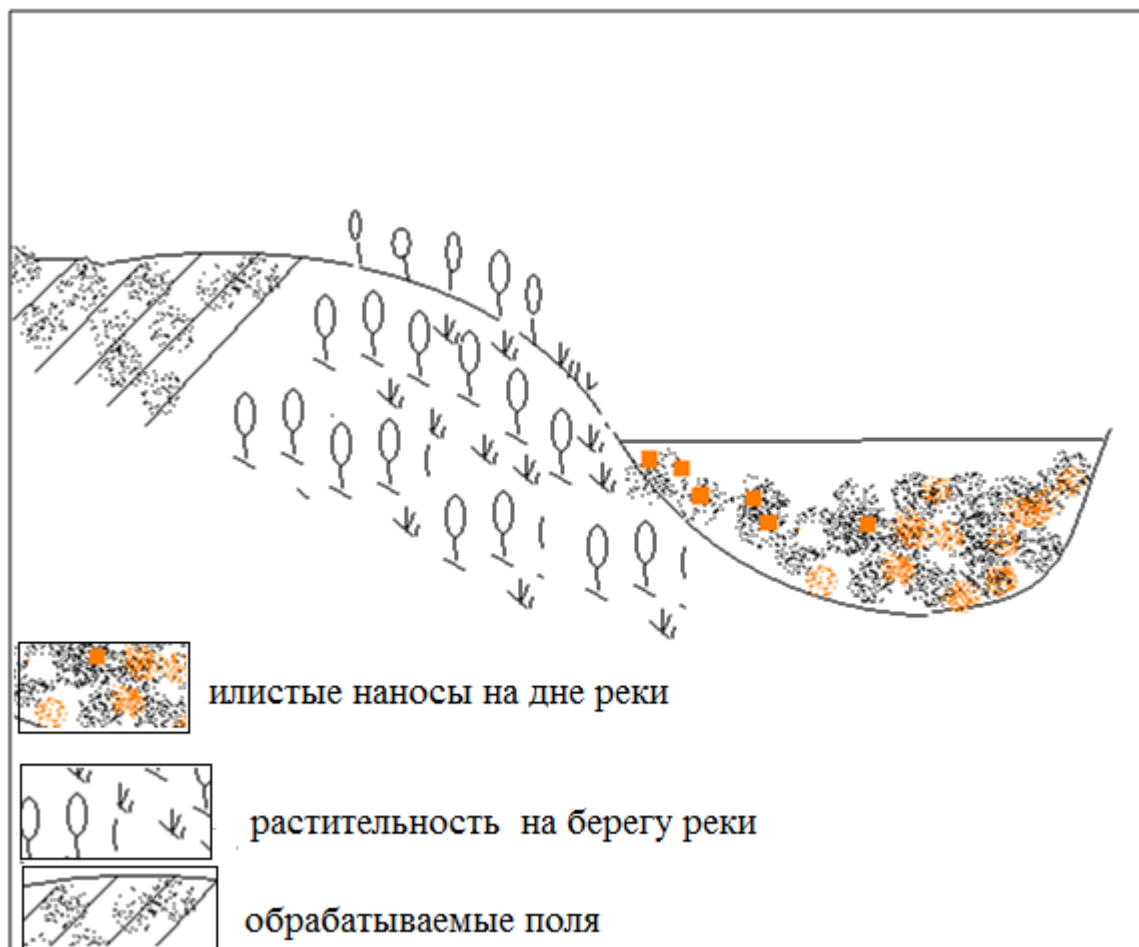 илистые наносы на дне реки
растительность на берегу реки
обрабатываемые поля